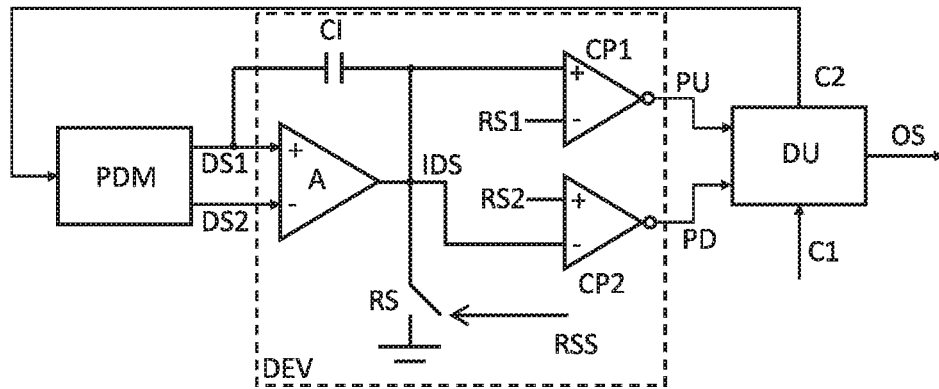 CI
CP1
PU
C2
RS1
OS
DS1
PDM
+
-
A
IDS
+
-
DU
DS2
RS2
+
-
PD
CP2
C1
RS
RSS
DEV